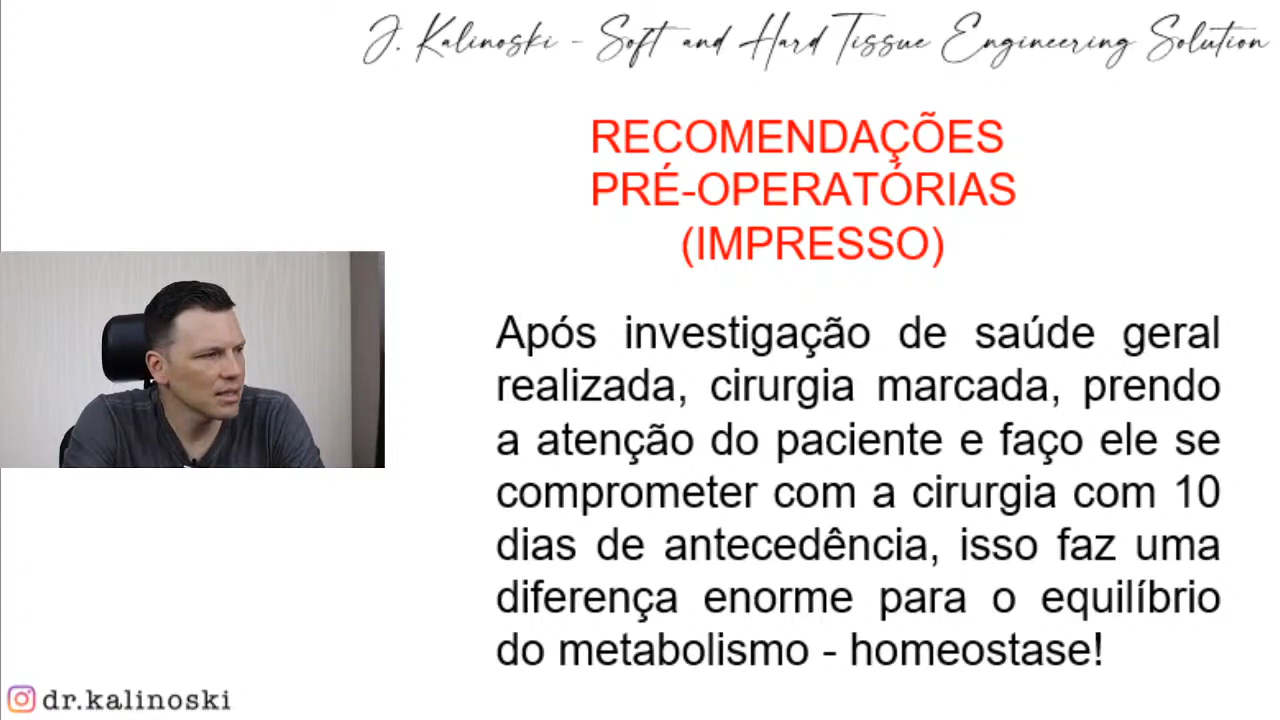 J. Kalinoski - Soft and Hard Tissue Engineering Solution
RECOMENDAÇÕES
PRÉ-OPERATÓRIAS
(IMPRESSO)
Após investigação de saúde geral
realizada, cirurgia marcada, prendo
a atenção do paciente e faço ele se
comprometer com a cirurgia com 10
dias de antecedência, isso faz uma
diferença enorme para o equilíbrio
do metabolismo - homeostase!
dr.kalinoski